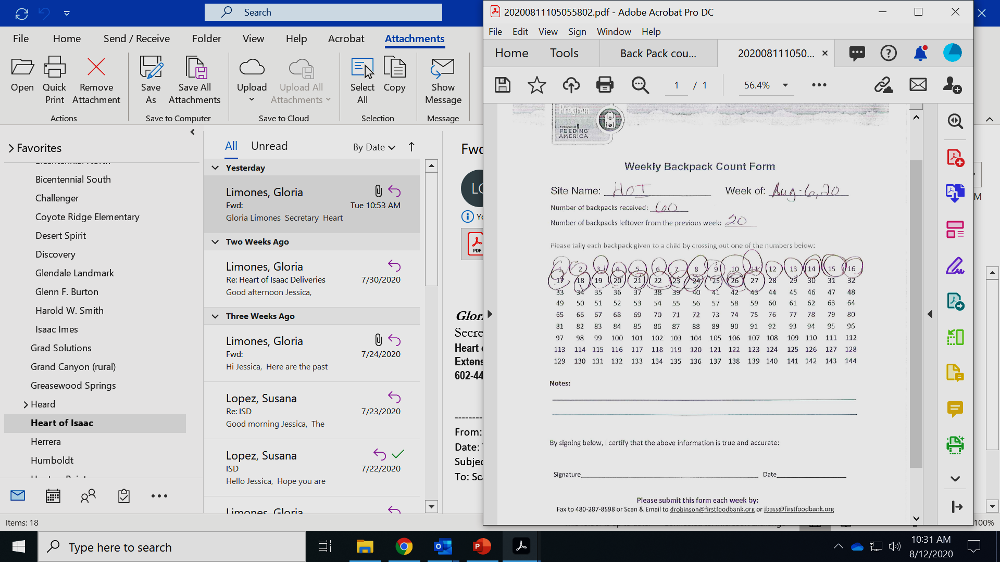 Search
File Home Send / Receive Folder View Help Acrobat Attachments
Open
Quick Print
Remove Attachment
Save As
Save All Attachments
Upload
Upload All Attachments
Select All
Copy
Show Message
Actions Save to Computer Save to Cloud Selection Message
Favorites
Bicentennial South
Challenger
Coyote Ridge Elementary
Desert Spirit
Discovery
Glendale Landmark
Glenn F. Burton
Harold W. Smith
Isaac Imes
Grad Solutions
Grand Canyon (rural)
Greasewood Springs
Heard
Heart of Isaac
Herrera
Humboldt
Items: 18
All Unread By Date
Yesterday
Limones, Gloria
Fwd: Tue 10:53 AM
Gloria Limones Secretary Heart
Two Weeks Ago
Limones, Gloria
Re: Heart of Isaac Deliveries 7/30/2020
Good afternoon Jessica,
Three Weeks Ago
Limones, Gloria
Fwd: 7/24/2020
Hi Jessica, Here are the past
Lopez, Susana
Re: ISD 7/23/2020
Good morning Jessica, The
Lopez, Susana
ISD 7/22/2020
Hello Jessica, Hope you are
Limones, Gloria
PDF
Heart
602-44
From:
Date:
To:
20200811105055802.pdf - Adobe Acrobat Pro DC
File Edit View Sign Window Help
Home Tools Back Pack cou... 202008111050...
1 / 1 56.4%
Program
A Program of
FEEDING
AMERICA
Weekly Backpack Count Form
Site Name: HOI Week of: Aug-6,20
Number of backpacks received: 60
Number of backpacks leftover from the previous week: 20
Please tally each backpack given to a child by crossing out one of the numbers below:
1 2 3 4 5 6 7 8 9 10 11 12 13 14 15 16
17 18 19 20 21 22 23 24 25 26 27 28 29 30 31 32
33 34 35 36 37 38 39 40 41 42 43 44 45 46 47 48
49 50 51 52 53 54 55 56 57 58 59 60 61 62 63 64
65 66 67 68 69 70 71 72 73 74 75 76 77 78 79 80
81 82 83 84 85 86 87 88 89 90 91 92 93 94 95 96
97 98 99 100 101 102 103 104 105 106 107 108 109 110 111 112
113 114 115 116 117 118 119 120 121 122 123 124 125 126 127 128
129 130 131 132 133 134 135 136 137 138 139 140 141 142 143 144
Notes:
By signing below, I certify that the above information is true and accurate:
Signature Date
Please submit this form each week by:
Fax to 480-287-8598 or Scan & Email to drobinson@firstfoodbank.org or jbass@firstfoodbank.org
100%
Type here to search
10:31 AM
8/12/2020